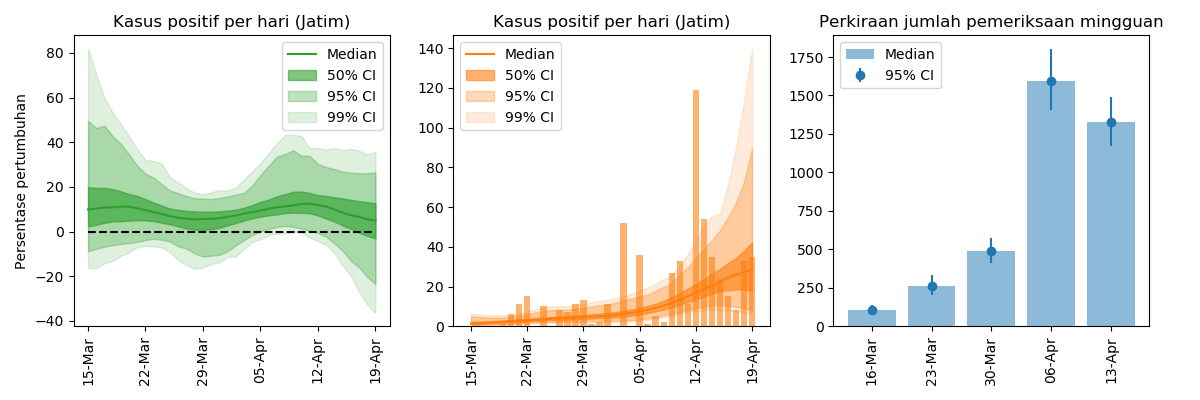 Kasus positif per hari (Jatim)
Persentase pertumbuhan
80
60
40
20
0
−20
−40
Median
50% CI
95% CI
99% CI
15-Mar
22-Mar
29-Mar
05-Apr
12-Apr
19-Apr
Kasus positif per hari (Jatim)
140
120
100
80
60
40
20
0
Median
50% CI
95% CI
99% CI
15-Mar
22-Mar
29-Mar
05-Apr
12-Apr
19-Apr
Perkiraan jumlah pemeriksaan mingguan
1750
1500
1250
1000
750
500
250
0
Median
95% CI
16-Mar
23-Mar
30-Mar
06-Apr
13-Apr